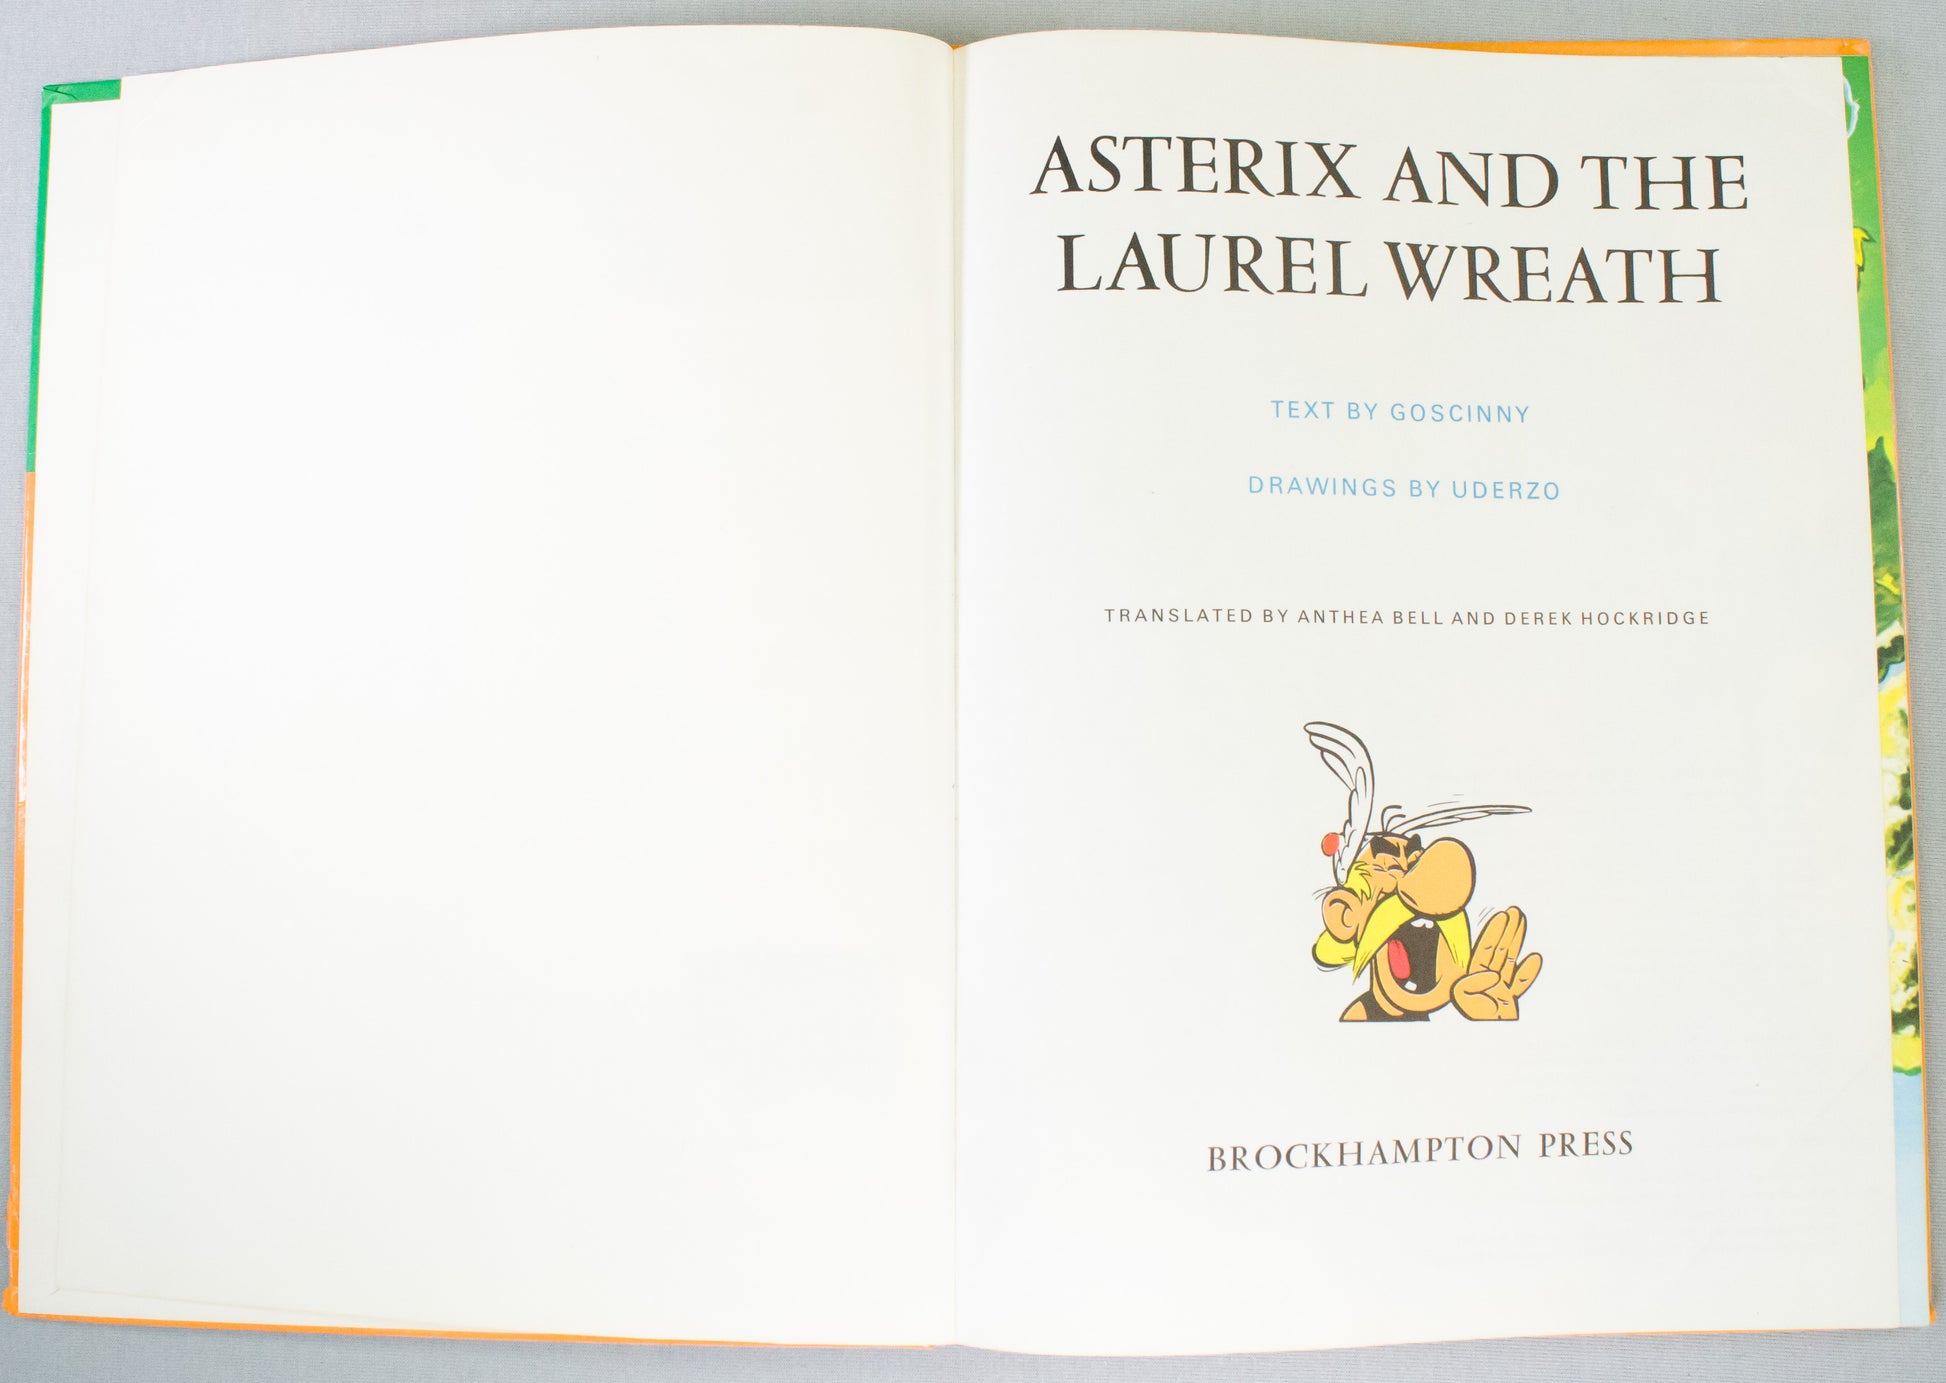 ASTERIX AND THE
LAUREL WREATH
TEXT BY GOSCINNY
DRAWINGS BY UDERZO
TRANSLATED BY ANTHEA BELL AND DEREK HOCKRIDGE
BROCKHAMPTON PRESS